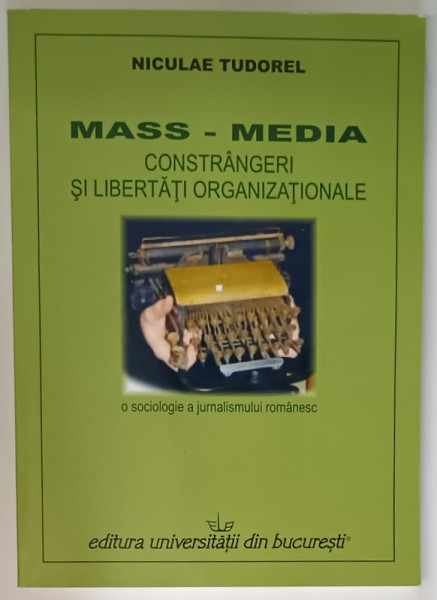 NICULAE TUDOREL
MASS - MEDIA
CONSTRÂNGERI
ŞI LIBERTĂŢI ORGANIZAŢIONALE
o sociologie a jurnalismului românesc
editura universităţii din bucureşti®